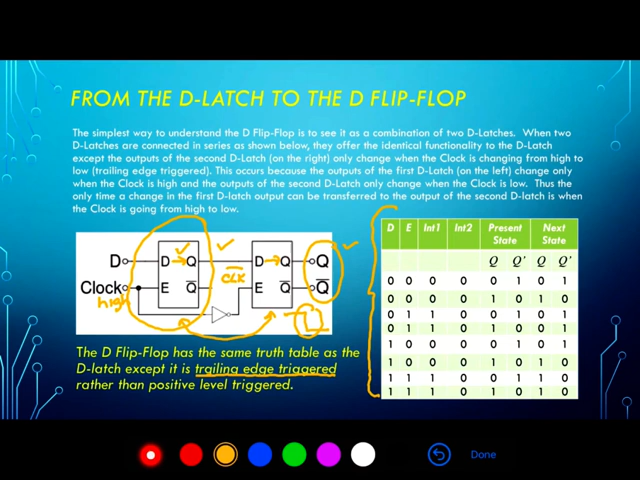 FROM THE D-LATCH TO THE D FLIP-FLOP
The simplest way to understand the D Flip-Flop is to see it as a combination of two D-Latches. When two
D-Latches are connected in series as shown below, they offer the identical functionality to the D-Latch
except the outputs of the second D-Latch (on the right) only change when the Clock is changing from high to
low (trailing edge triggered). This occurs because the outputs of the first D-Latch (on the left) change only
when the Clock is high and the outputs of the second D-Latch only change when the Clock is low. Thus the
only time a change in the first D-Latch output can be transferred to the output of the second D-latch is when
the Clock is going from high to low.
D D Q D Q Q
CLK
Clock E Q E Q Q
high
The D Flip-Flop has the same truth table as the
D-latch except it is trailing edge triggered
rather than positive level triggered.
D E Int1 Int2 Present State Next State
Q Q' Q Q'
0 0 0 0 0 1 0 1
0 0 0 0 1 0 1 0
0 1 1 0 0 1 0 1
0 1 1 0 1 0 0 1
1 0 0 0 0 1 0 1
1 0 0 0 1 0 1 0
1 1 1 0 0 1 1 0
1 1 1 0 1 0 1 0
Done